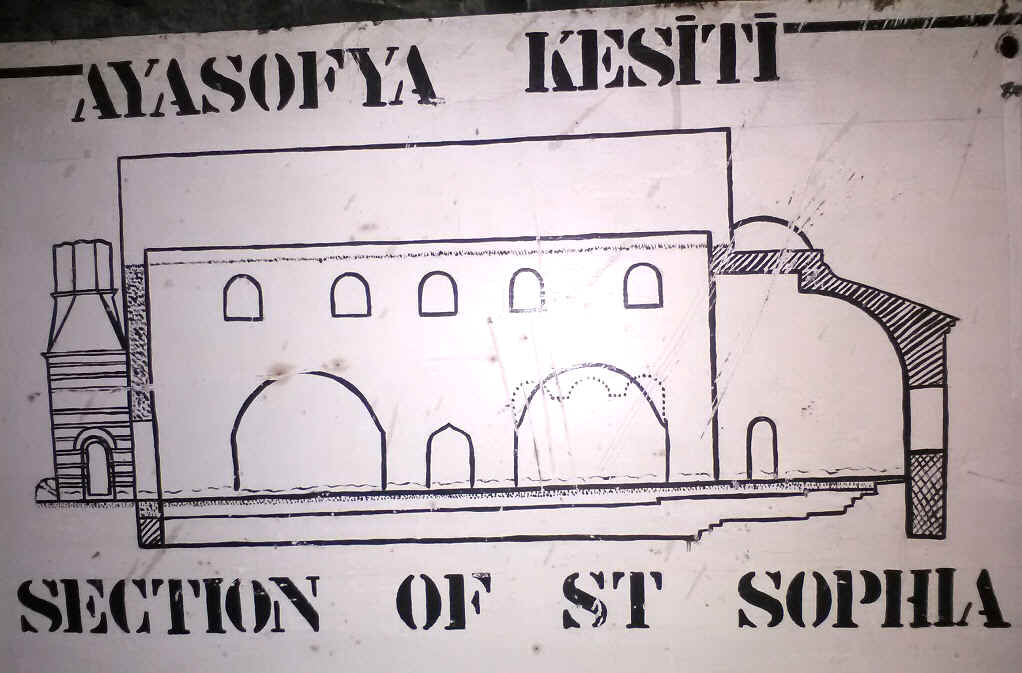 AYASOFYA KESİTİ
SECTION OF ST SOPHIA